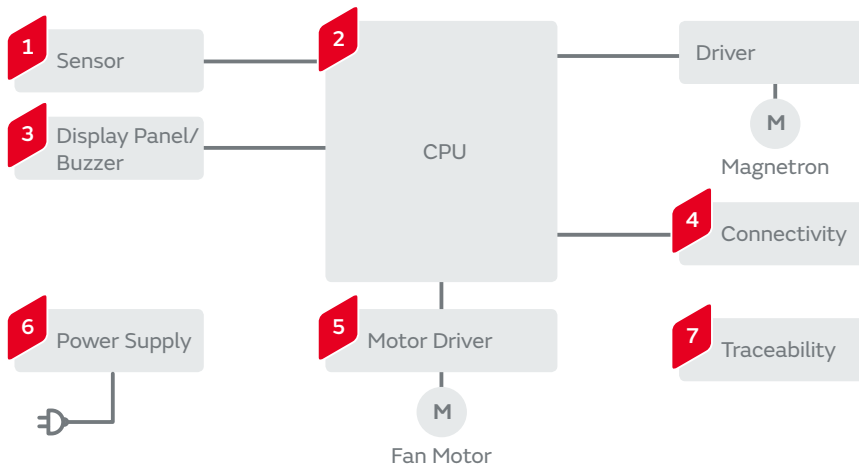 1
Sensor
2
CPU
Driver
M
Magnetron
3
Display Panel/
Buzzer
4
Connectivity
6
Power Supply
5
Motor Driver
M
Fan Motor
7
Traceability